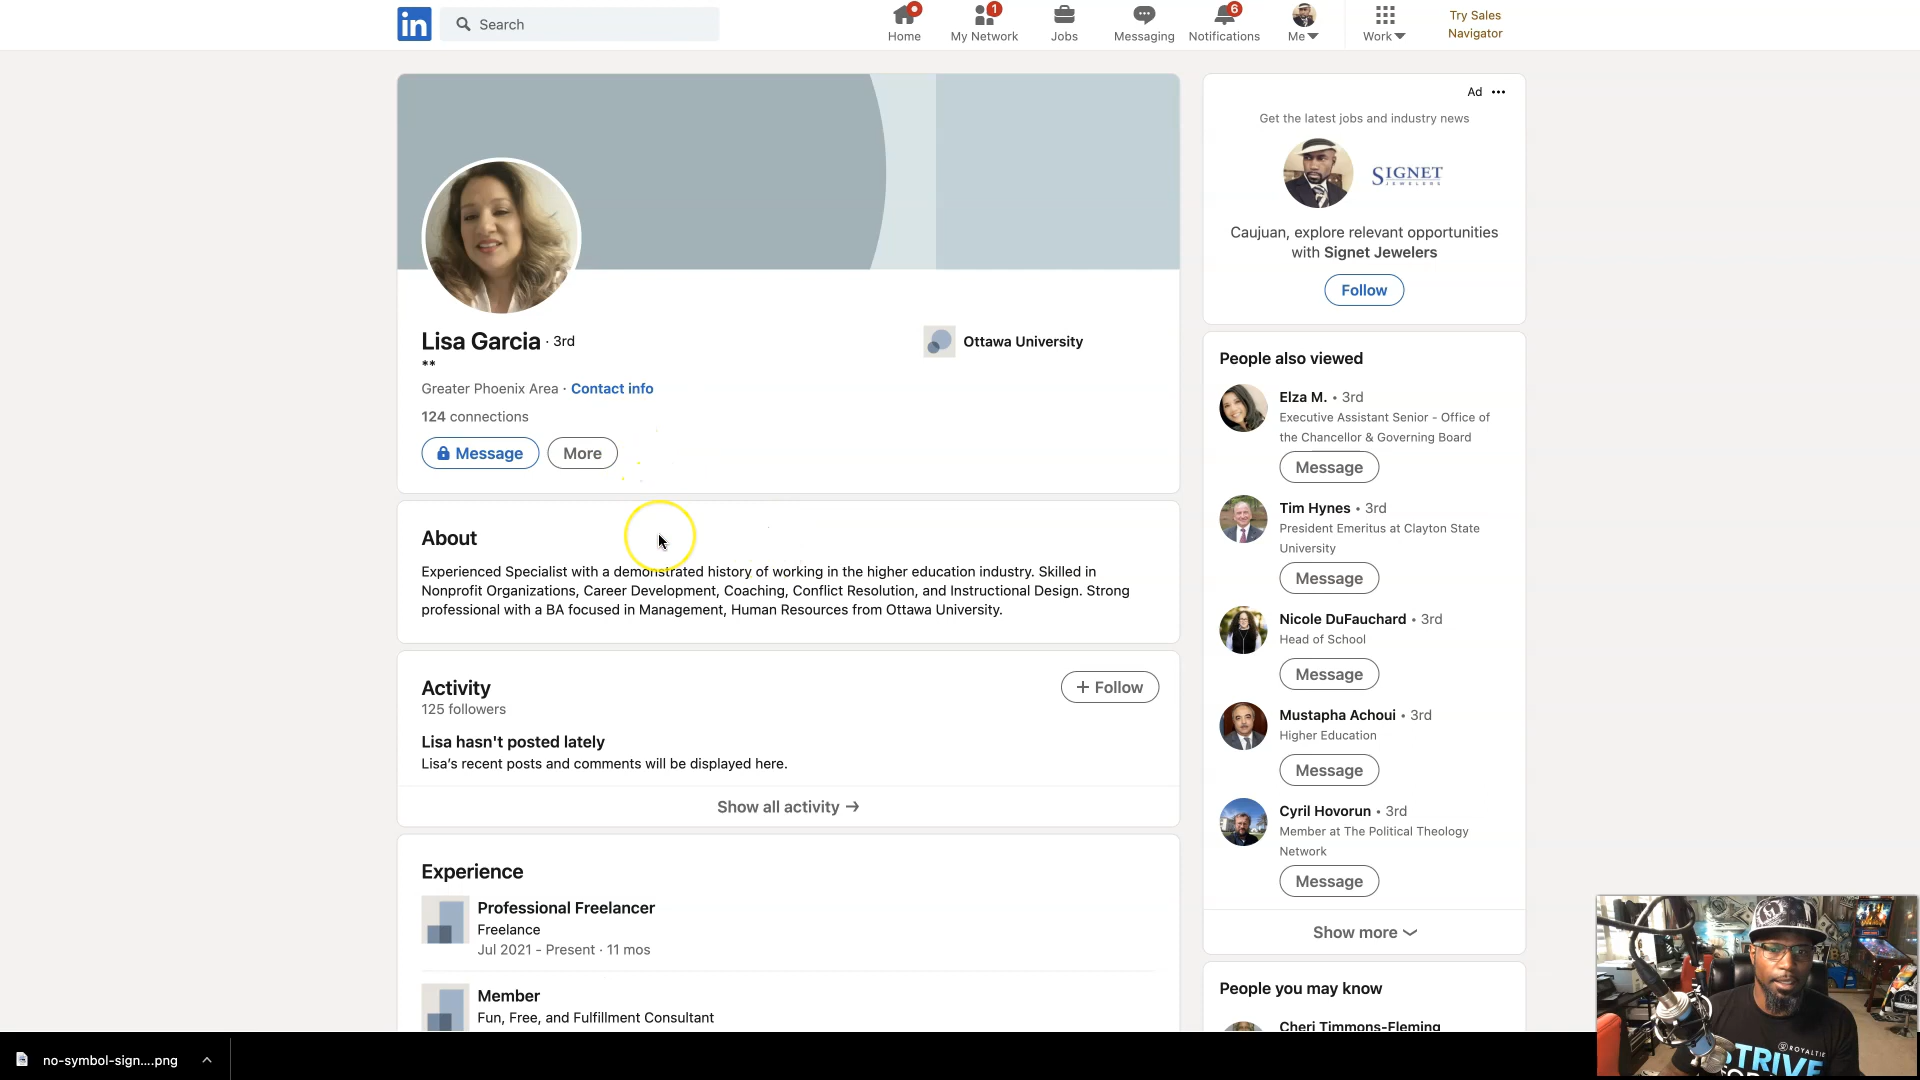 in
Search
Home
1
My Network
Jobs
Messaging
6
Notifications
Me
Work
Try Sales
Navigator
Lisa Garcia · 3rd
**
Greater Phoenix Area · Contact info
124 connections
Message
More
Ottawa University
About
Experienced Specialist with a demonstrated history of working in the higher education industry. Skilled in
Nonprofit Organizations, Career Development, Coaching, Conflict Resolution, and Instructional Design. Strong
professional with a BA focused in Management, Human Resources from Ottawa University.
Activity
125 followers
+ Follow
Lisa hasn't posted lately
Lisa's recent posts and comments will be displayed here.
Show all activity →
Experience
Professional Freelancer
Freelance
Jul 2021 - Present · 11 mos
Member
Fun, Free, and Fulfillment Consultant
Ad •••
Get the latest jobs and industry news
SIGNET
JEWELERS
Caujuan, explore relevant opportunities
with Signet Jewelers
Follow
People also viewed
Elza M. • 3rd
Executive Assistant Senior - Office of
the Chancellor & Governing Board
Message
Tim Hynes • 3rd
President Emeritus at Clayton State
University
Message
Nicole DuFauchard • 3rd
Head of School
Message
Mustapha Achoui • 3rd
Higher Education
Message
Cyril Hovorun • 3rd
Member at The Political Theology
Network
Message
Show more
People you may know
Cheri Timmons-Fleming
ROYALTIE
STRIVE
no-symbol-sign....png